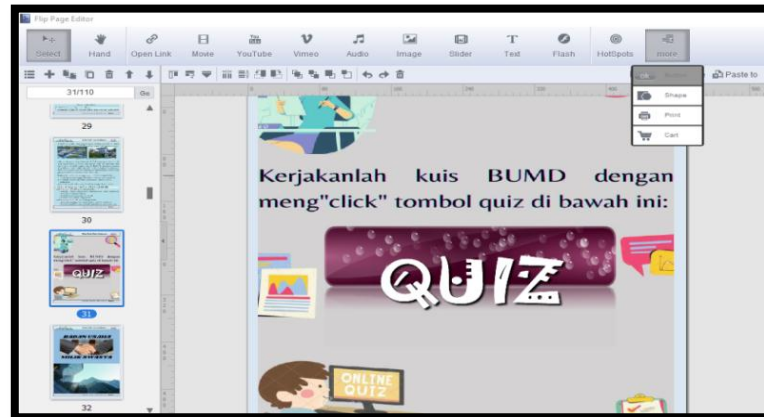 Flip Page Editor
Select Hand Open Link Movie YouTube Vimeo Audio Image Slider Text Flash HotSpots more
31/110 Go
Paste to
Shape
Print
Cart
29
30
31
32
Kerjakanlah kuis BUMD dengan
meng"click" tombol quiz di bawah ini:
QUIZ
ONLINE
QUIZ